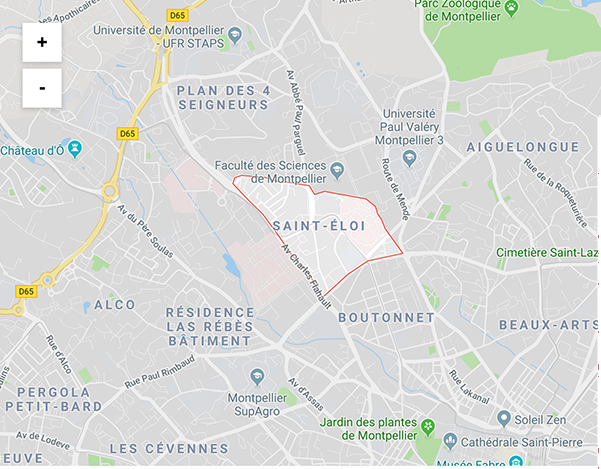 Parc Zoologique
de Montpellier
Les Apothicaires
D65
+
Université de Montpellier
- UFR STAPS
-
PLAN DES 4
SEIGNEURS
Av Abbé Paul Parguel
Université
Paul Valéry
Montpellier 3
D65
Château d'Ô
AIGUELONGUE
Faculté des Sciences
de Montpellier
Route de Mende
Rue de la Roqueturière
Av du Père Soulas
SAINT-ÉLOI
Av Charles Flahault
Cimetière Saint-Laz
D65
ALCO
RÉSIDENCE
LAS RÉBÈS
BÂTIMENT
BOUTONNET
BEAUX-ARTS
Rue d'Alco
Rue Paul Rimbaud
Rue Lakanal
PERGOLA
PETIT-BARD
Montpellier
SupAgro
Av d'Assas
Jardin des plantes
de Montpellier
Soleil Zen
Av de Lodeve
Cathédrale Saint-Pierre
LES CÉVENNES
EUVE
Musée Fabre